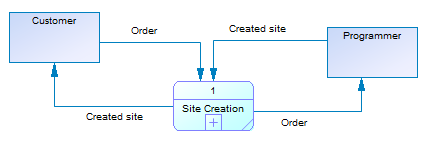 Customer
Order
Created site
Programmer
1
Site Creation
Created site
Order